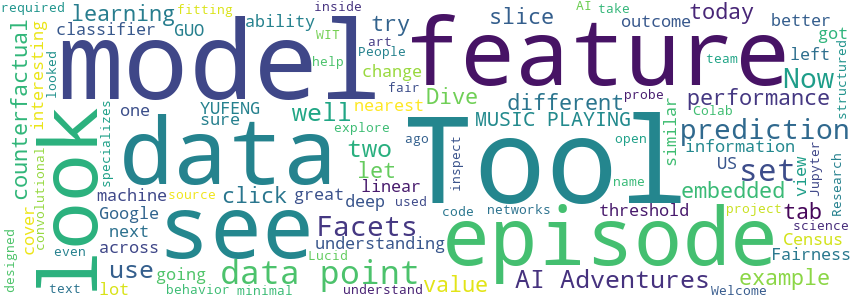 required
learning
fitting
AI
take
inside
classifier
GUO
ability
try
WIT
slice
outcome
today
better
People
art
model
feature
got
counterfactual
looked
interesting
help
change
fair
different
team
left
Now
structured
Dive
nearest
probe
performance
one
YUFENG
sure
well
MUSIC PLAYING
Colab
explore
ago
open
similar
prediction
information
look
data
two
Tool
specializes
let
inspect
view
US
set
Jupyter
Research
linear
name
embedded
machine
source
click
great
deep
used
code
networks
threshold
project
tab
convolutional
cover
Google
see
Facets
episode
science
next
Census
across
understanding
Fairness
even
Lucid
designed
use
going
data point
value
AI Adventures
example
text
lot
behavior
minimal
understand
Welcome